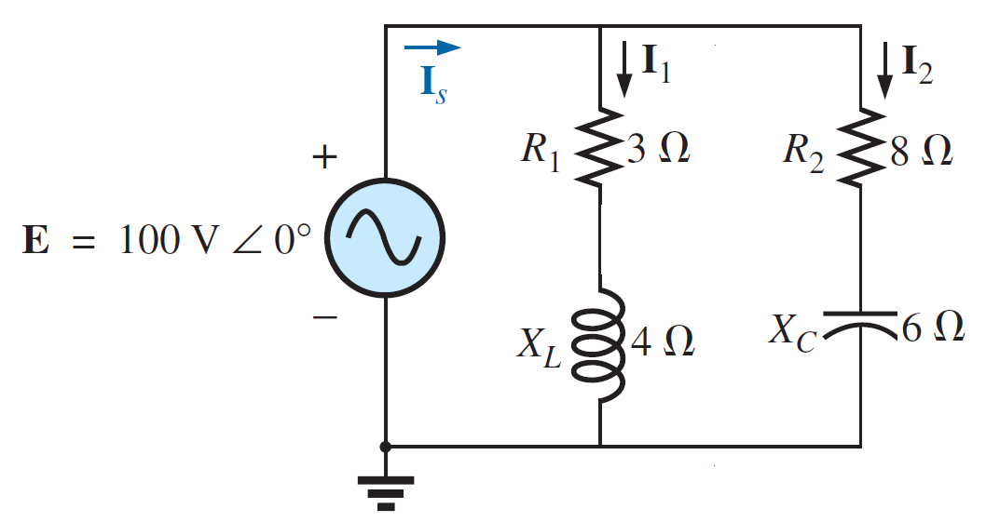 I_s
I_1
I_2
+
R_1
3 Ω
R_2
8 Ω
E = 100 V ∠ 0°
−
X_L
4 Ω
X_C
6 Ω